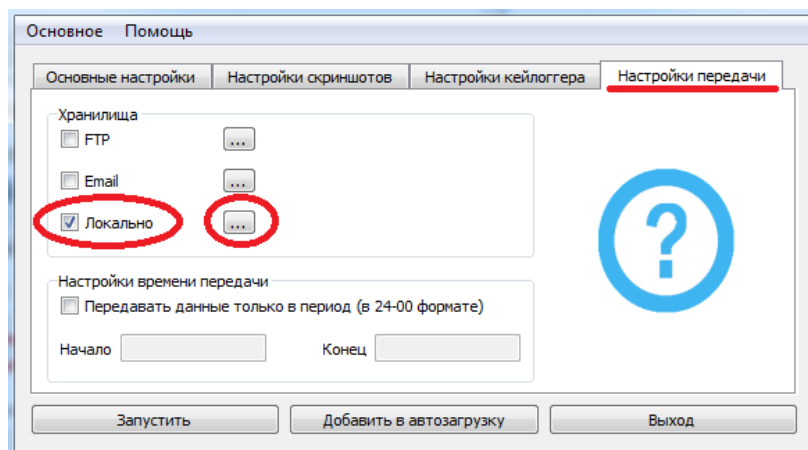 Основное Помощь
Основные настройки Настройки скриншотов Настройки кейлоггера Настройки передачи
Хранилища
FTP ...
Email ...
Локально ...
Настройки времени передачи
Передавать данные только в период (в 24-00 формате)
Начало Конец
Запустить Добавить в автозагрузку Выход